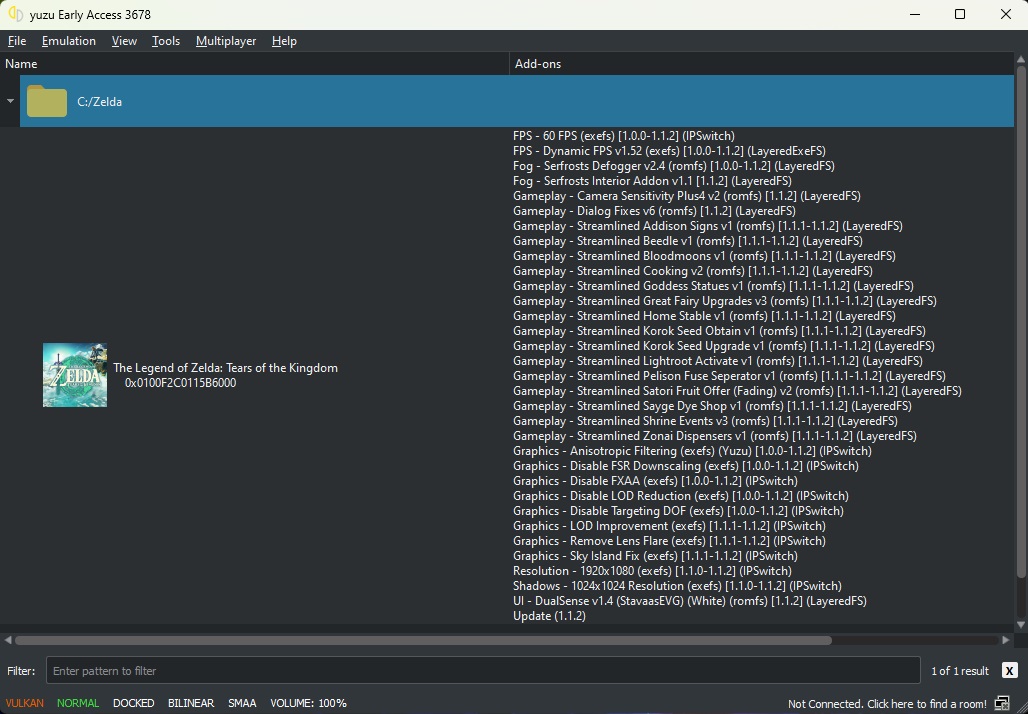 yuzu Early Access 3678
File Emulation View Tools Multiplayer Help
Name Add-ons
C:/Zelda
FPS - 60 FPS (exefs) [1.0.0-1.1.2] (IPSwitch)
FPS - Dynamic FPS v1.52 (exefs) [1.0.0-1.1.2] (LayeredExeFS)
Fog - Serfrosts Defogger v2.4 (romfs) [1.0.0-1.1.2] (LayeredFS)
Fog - Serfrosts Interior Addon v1.1 [1.1.2] (LayeredFS)
Gameplay - Camera Sensitivity Plus4 v2 (romfs) [1.1.2] (LayeredFS)
Gameplay - Dialog Fixes v6 (romfs) [1.1.2] (LayeredFS)
Gameplay - Streamlined Addison Signs v1 (romfs) [1.1.1-1.1.2] (LayeredFS)
Gameplay - Streamlined Beedle v1 (romfs) [1.1.1-1.1.2] (LayeredFS)
Gameplay - Streamlined Bloodmoons v1 (romfs) [1.1.1-1.1.2] (LayeredFS)
Gameplay - Streamlined Cooking v2 (romfs) [1.1.1-1.1.2] (LayeredFS)
Gameplay - Streamlined Goddess Statues v1 (romfs) [1.1.1-1.1.2] (LayeredFS)
Gameplay - Streamlined Great Fairy Upgrades v3 (romfs) [1.1.1-1.1.2] (LayeredFS)
Gameplay - Streamlined Home Stable v1 (romfs) [1.1.1-1.1.2] (LayeredFS)
Gameplay - Streamlined Korok Seed Obtain v1 (romfs) [1.1.1-1.1.2] (LayeredFS)
Gameplay - Streamlined Korok Seed Upgrade v1 (romfs) [1.1.1-1.1.2] (LayeredFS)
Gameplay - Streamlined Lightroot Activate v1 (romfs) [1.1.1-1.1.2] (LayeredFS)
Gameplay - Streamlined Pelison Fuse Seperator v1 (romfs) [1.1.1-1.1.2] (LayeredFS)
Gameplay - Streamlined Satori Fruit Offer (Fading) v2 (romfs) [1.1.1-1.1.2] (LayeredFS)
Gameplay - Streamlined Sayge Dye Shop v1 (romfs) [1.1.1-1.1.2] (LayeredFS)
Gameplay - Streamlined Shrine Events v3 (romfs) [1.1.1-1.1.2] (LayeredFS)
Gameplay - Streamlined Zonai Dispensers v1 (romfs) [1.1.1-1.1.2] (LayeredFS)
Graphics - Anisotropic Filtering (exefs) (Yuzu) [1.0.0-1.1.2] (IPSwitch)
Graphics - Disable FSR Downscaling (exefs) [1.0.0-1.1.2] (IPSwitch)
Graphics - Disable FXAA (exefs) [1.0.0-1.1.2] (IPSwitch)
Graphics - Disable LOD Reduction (exefs) [1.0.0-1.1.2] (IPSwitch)
Graphics - Disable Targeting DOF (exefs) [1.0.0-1.1.2] (IPSwitch)
Graphics - LOD Improvement (exefs) [1.1.1-1.1.2] (IPSwitch)
Graphics - Remove Lens Flare (exefs) [1.1.1-1.1.2] (IPSwitch)
Graphics - Sky Island Fix (exefs) [1.1.1-1.1.2] (IPSwitch)
Resolution - 1920x1080 (exefs) [1.1.0-1.1.2] (IPSwitch)
Shadows - 1024x1024 Resolution (exefs) [1.1.0-1.1.2] (IPSwitch)
UI - DualSense v1.4 (StavaasEVG) (White) (romfs) [1.1.2] (LayeredFS)
Update (1.1.2)
ZELDA
The Legend of Zelda: Tears of the Kingdom
0x0100F2C0115B6000
Filter: Enter pattern to filter 1 of 1 result X
VULKAN NORMAL DOCKED BILINEAR SMAA VOLUME: 100% Not Connected. Click here to find a room!